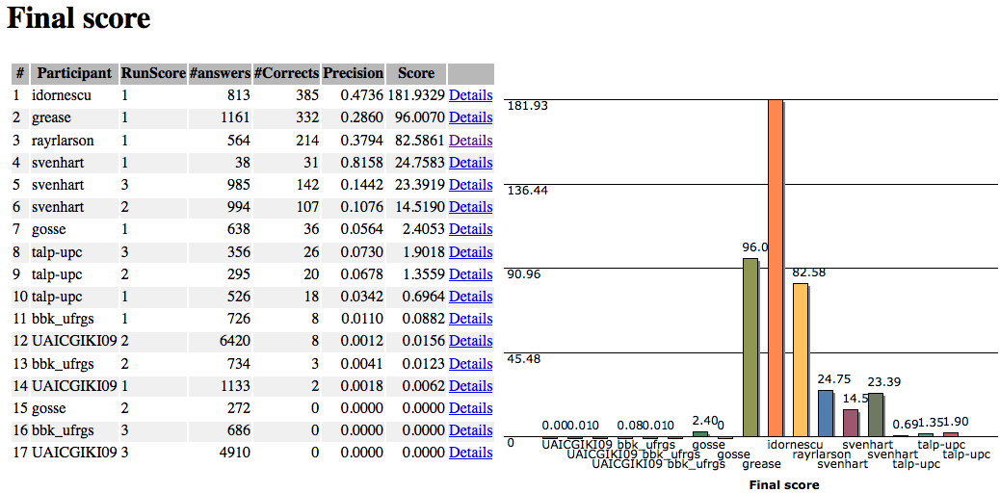 Final score
# Participant RunScore #answers #Corrects Precision Score
1 idornescu 1 813 385 0.4736 181.9329 Details
2 grease 1 1161 332 0.2860 96.0070 Details
3 rayrlarson 1 564 214 0.3794 82.5861 Details
4 svenhart 1 38 31 0.8158 24.7583 Details
5 svenhart 3 985 142 0.1442 23.3919 Details
6 svenhart 2 994 107 0.1076 14.5190 Details
7 gosse 1 638 36 0.0564 2.4053 Details
8 talp-upc 3 356 26 0.0730 1.9018 Details
9 talp-upc 2 295 20 0.0678 1.3559 Details
10 talp-upc 1 526 18 0.0342 0.6964 Details
11 bbk_ufrgs 1 726 8 0.0110 0.0882 Details
12 UAICGIKI09 2 6420 8 0.0012 0.0156 Details
13 bbk_ufrgs 2 734 3 0.0041 0.0123 Details
14 UAICGIKI09 1 1133 2 0.0018 0.0062 Details
15 gosse 2 272 0 0.0000 0.0000 Details
16 bbk_ufrgs 3 686 0 0.0000 0.0000 Details
17 UAICGIKI09 3 4910 0 0.0000 0.0000 Details
181.93
136.44
96.0
90.96 82.58
45.48
24.75 14.5 23.39
0.00 0.01 0 0.08 0.01 0 2.40 0 0.69 1.35 1.90
0
UAICGIKI09 bbk_ufrgs gosse idornescu svenhart talp-upc
UAICGIKI09 bbk_ufrgs gosse rayrlarson svenhart talp-upc
UAICGIKI09 bbk_ufrgs grease svenhart talp-upc
Final score